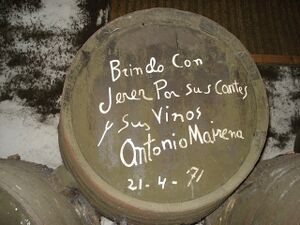 Brindo Con
Jerez Por sus Cantes
y Sus Vinos
Antonio Mairena
21-4-71